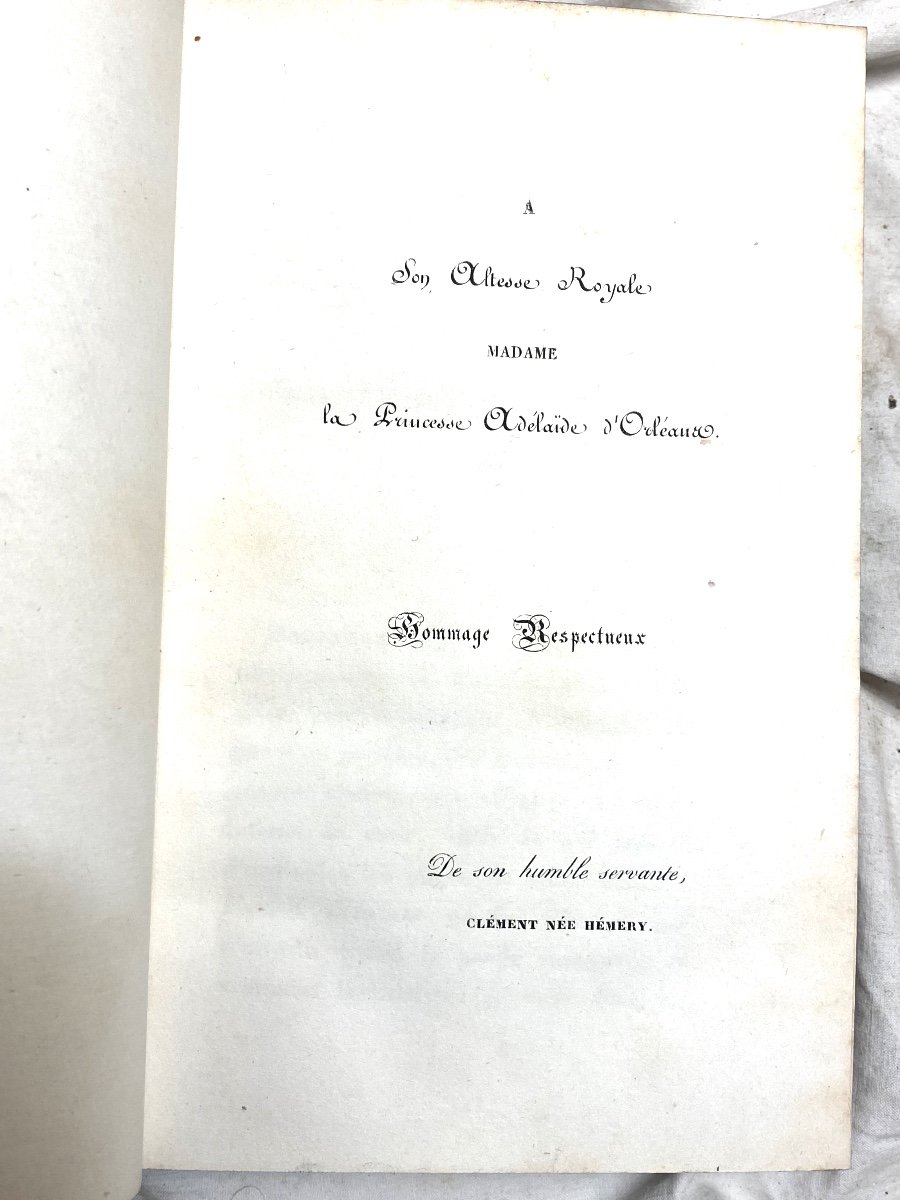 A
Son Altesse Royale
MADAME
la Princesse Adélaïde d'Orléans.
Hommage Respectueux
De son humble servante,
CLÉMENT NÉE HÉMERY.